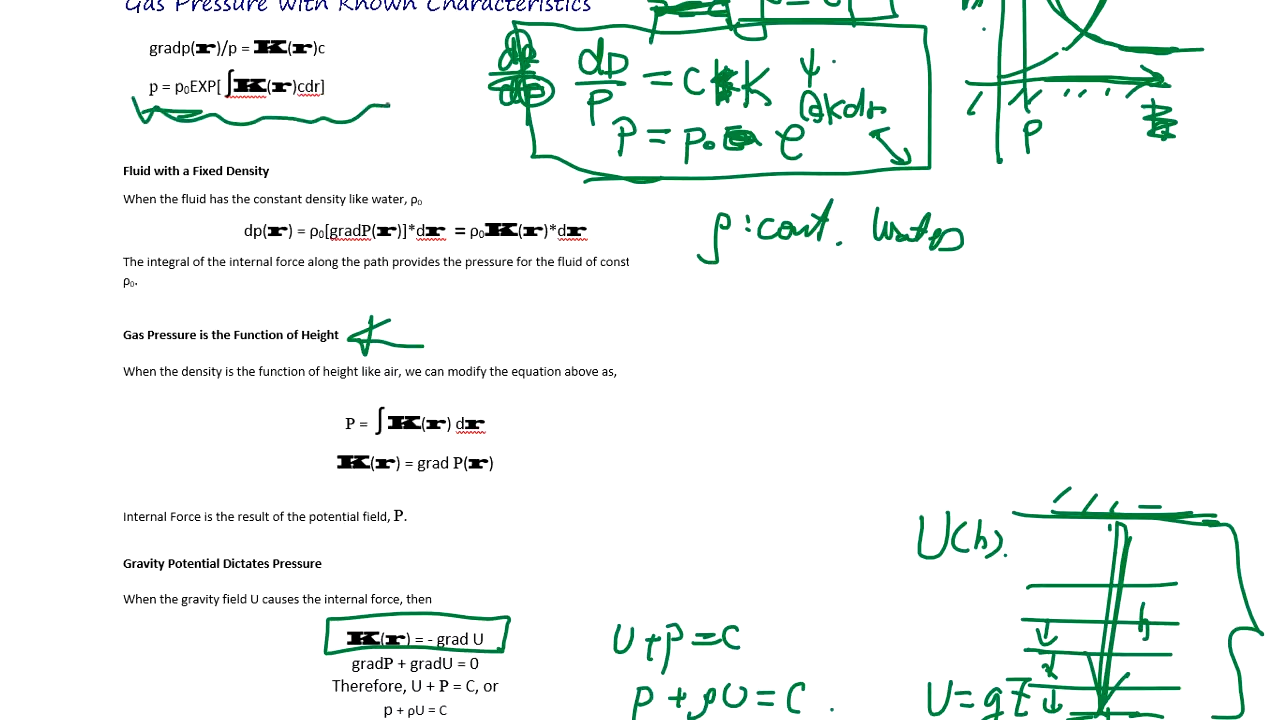 Gas Pressure with Known Characteristics
gradp(r)/p = K(r)c
p = p₀EXP[ ∫K(r)cdr]
Fluid with a Fixed Density
When the fluid has the constant density like water, ρ₀
dp(r) = ρ₀[gradP(r)]*dr = ρ₀K(r)*dr
The integral of the internal force along the path provides the pressure for the fluid of const
ρ₀.
Gas Pressure is the Function of Height
When the density is the function of height like air, we can modify the equation above as,
P = ∫K(r) dr
K(r) = grad P(r)
Internal Force is the result of the potential field, P.
Gravity Potential Dictates Pressure
When the gravity field U causes the internal force, then
K(r) = - grad U
gradP + gradU = 0
Therefore, U + P = C, or
p + ρU = C
dp/p = c K
P = p₀ e
P
ρ : cont. water
U(h).
h
U + P = C
P + ρU = C .
U = gZ